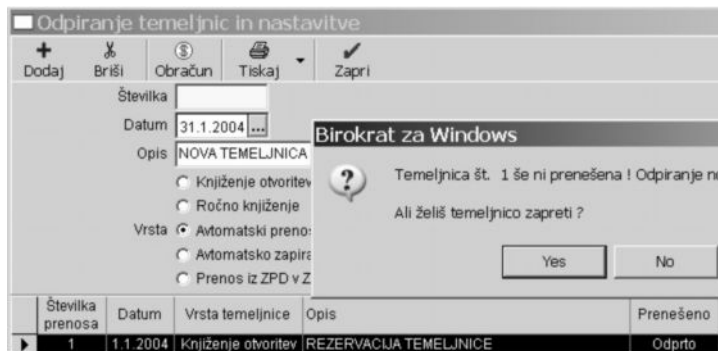 Odpiranje temeljnic in nastavitve
Dodaj Briši Obračun Tiskaj Zapri
Številka
Datum 31.1.2004 ...
Opis NOVA TEMELJNICA
Birokrat za Windows
Temeljnica št. 1 še ni prenešena ! Odpiranje
Ali želiš temeljnico zapreti ?
Yes No
Knjiženje otvoritev
Ročno knjiženje
Vrsta Avtomatski
Avtomatsko
Prenos iz ZPD v
Številka prenosa Datum Vrsta temeljnice Opis Prenešeno
1 1.1.2004 Knjiženje otvoritev REZERVACIJA TEMELJNICE Odprto